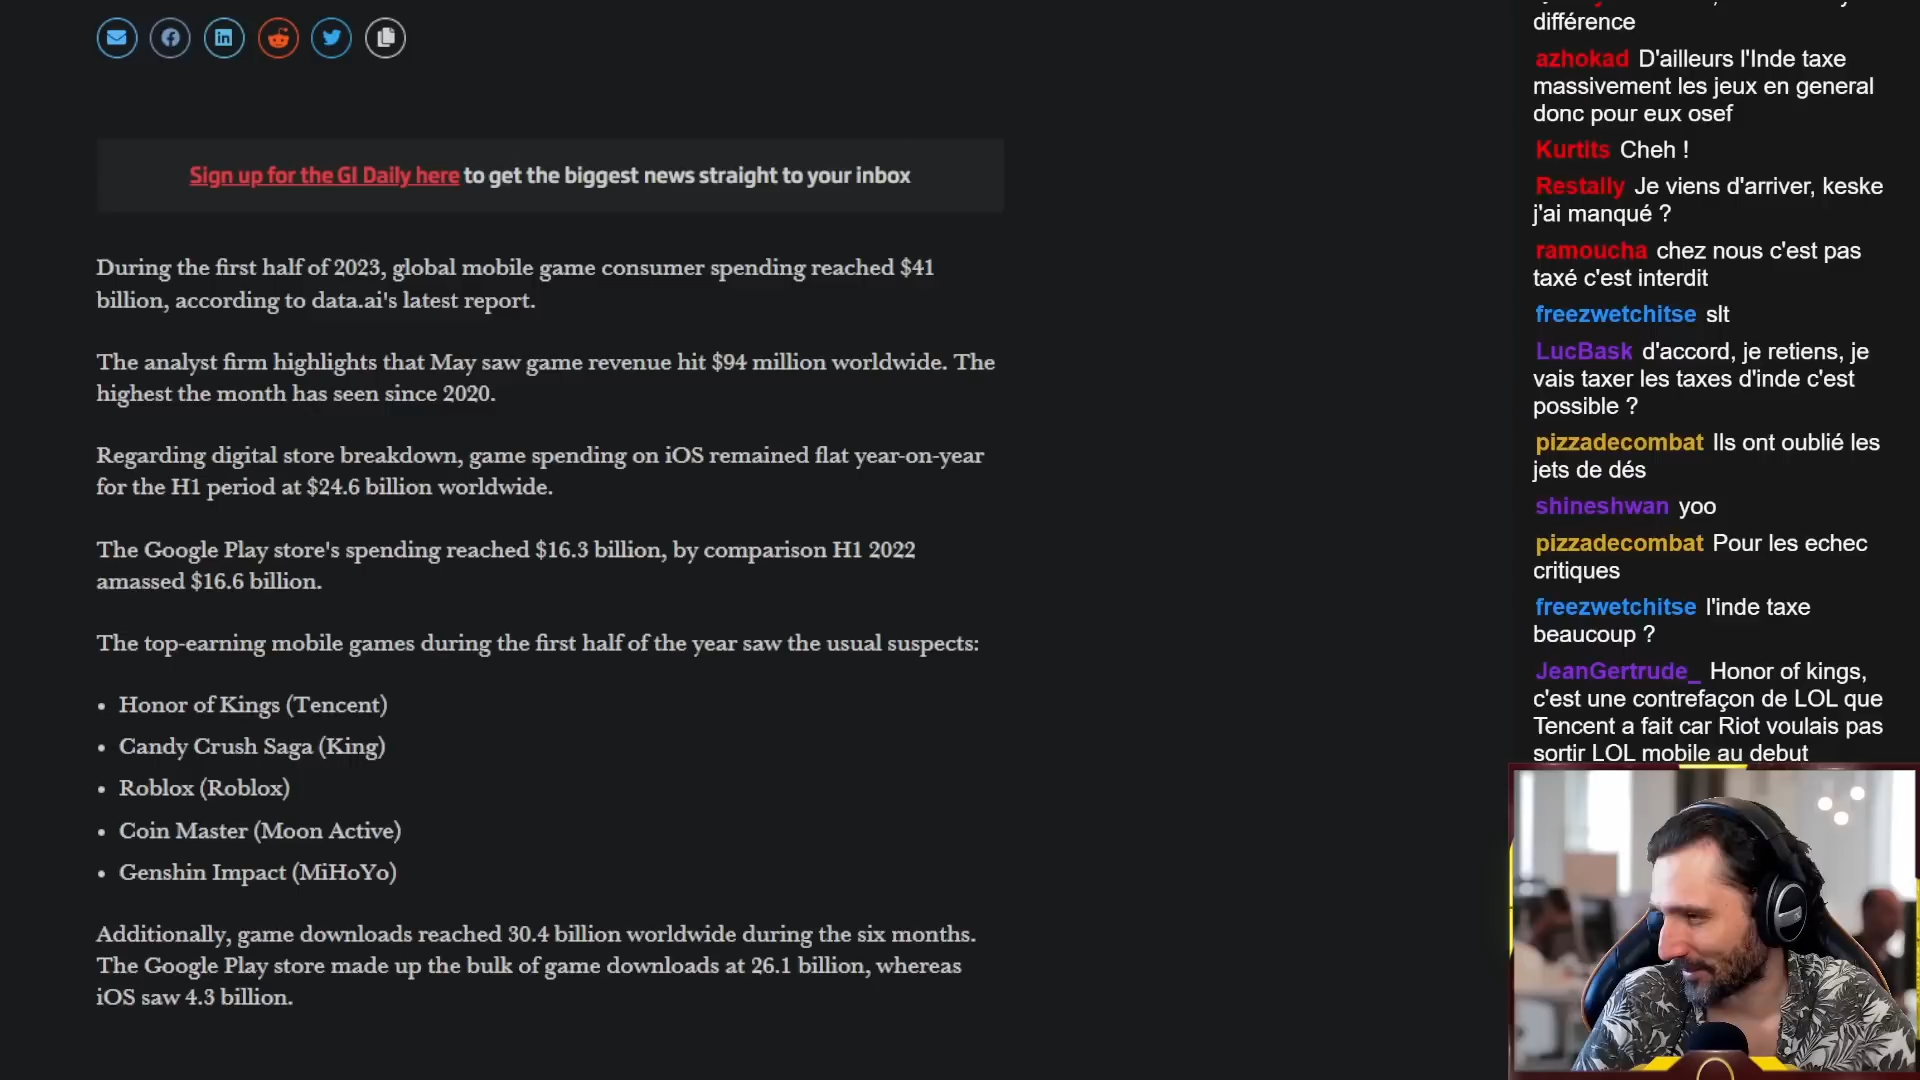 Sign up for the GI Daily here to get the biggest news straight to your inbox
During the first half of 2023, global mobile game consumer spending reached $41
billion, according to data.ai's latest report.
The analyst firm highlights that May saw game revenue hit $94 million worldwide. The
highest the month has seen since 2020.
Regarding digital store breakdown, game spending on iOS remained flat year-on-year
for the H1 period at $24.6 billion worldwide.
The Google Play store's spending reached $16.3 billion, by comparison H1 2022
amassed $16.6 billion.
The top-earning mobile games during the first half of the year saw the usual suspects:
• Honor of Kings (Tencent)
• Candy Crush Saga (King)
• Roblox (Roblox)
• Coin Master (Moon Active)
• Genshin Impact (MiHoYo)
Additionally, game downloads reached 30.4 billion worldwide during the six months.
The Google Play store made up the bulk of game downloads at 26.1 billion, whereas
iOS saw 4.3 billion.
différence
azhokad D'ailleurs l'Inde taxe
massivement les jeux en general
donc pour eux osef
Kurtits Cheh !
Restally Je viens d'arriver, keske
j'ai manqué ?
ramoucha chez nous c'est pas
taxé c'est interdit
freezwetchitse slt
LucBask d'accord, je retiens, je
vais taxer les taxes d'inde c'est
possible ?
pizzadecombat Ils ont oublié les
jets de dés
shineshwan yoo
pizzadecombat Pour les echec
critiques
freezwetchitse l'inde taxe
beaucoup ?
JeanGertrude_ Honor of kings,
c'est une contrefaçon de LOL que
Tencent a fait car Riot voulais pas
sortir LOL mobile au debut